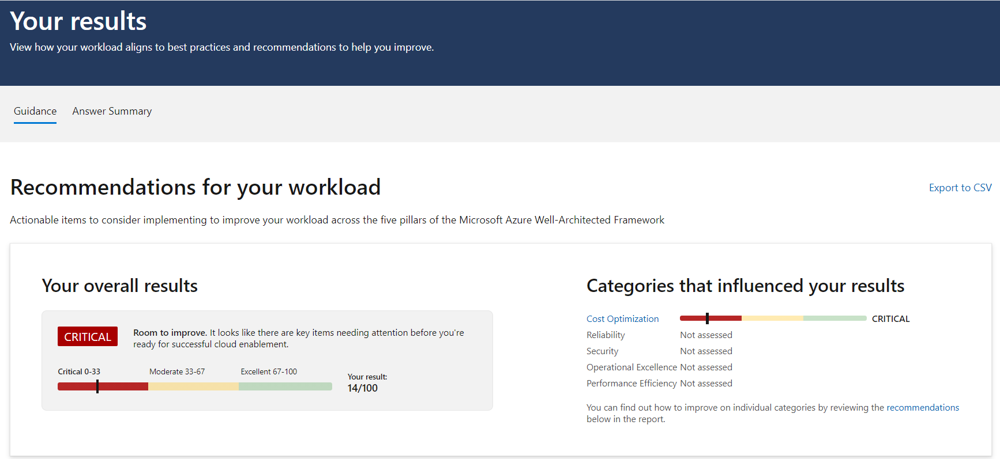 Your results
View how your workload aligns to best practices and recommendations to help you improve.
Guidance
Answer Summary
Recommendations for your workload
Export to CSV
Actionable items to consider implementing to improve your workload across the five pillars of the Microsoft Azure Well-Architected Framework
Your overall results
CRITICAL
Room to improve. It looks like there are key items needing attention before you're
ready for successful cloud enablement.
Critical 0-33
Moderate 33-67
Excellent 67-100
Your result:
14/100
Categories that influenced your results
Cost Optimization
CRITICAL
Reliability Not assessed
Security Not assessed
Operational Excellence Not assessed
Performance Efficiency Not assessed
You can find out how to improve on individual categories by reviewing the recommendations
below in the report.